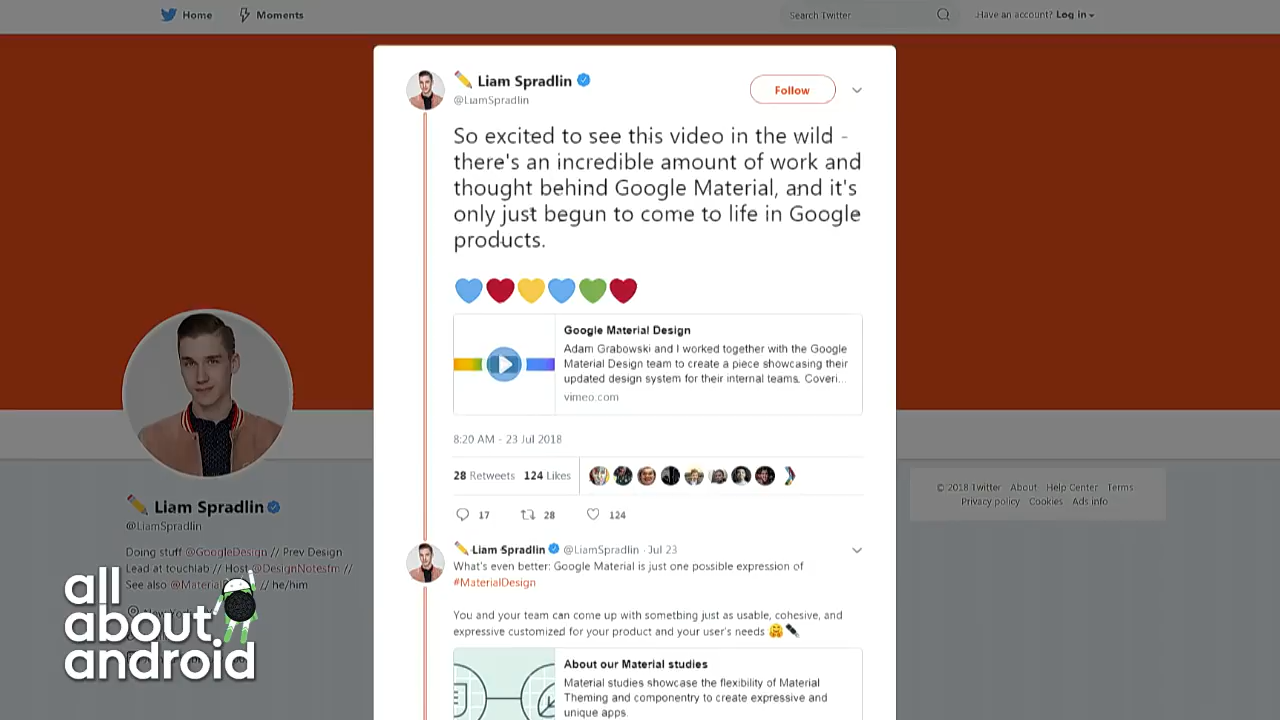 Home
Moments
Search Twitter
Have an account? Log in
Liam Spradlin
@LiamSpradlin
Follow
So excited to see this video in the wild -
there's an incredible amount of work and
thought behind Google Material, and it's
only just begun to come to life in Google
products.
Google Material Design
Adam Grabowski and I worked together with the Google
Material Design team to create a piece showcasing their
updated design system for their internal teams. Coveri...
vimeo.com
8:20 AM - 23 Jul 2018
28 Retweets 124 Likes
17 28 124
Liam Spradlin @LiamSpradlin · Jul 23
What's even better: Google Material is just one possible expression of
#MaterialDesign
You and your team can come up with something just as usable, cohesive, and
expressive customized for your product and your user's needs
About our Material studies
Material studies showcase the flexibility of Material
Theming and componentry to create expressive and
unique apps.
Liam Spradlin
@LiamSpradlin
Doing stuff @GoogleDesign // Prev Design
Lead at touchlab // Host @DesignNotesfm //
See also // he/him
all
about
android
© 2018 Twitter About Help Center Terms
Privacy policy Cookies Ads info